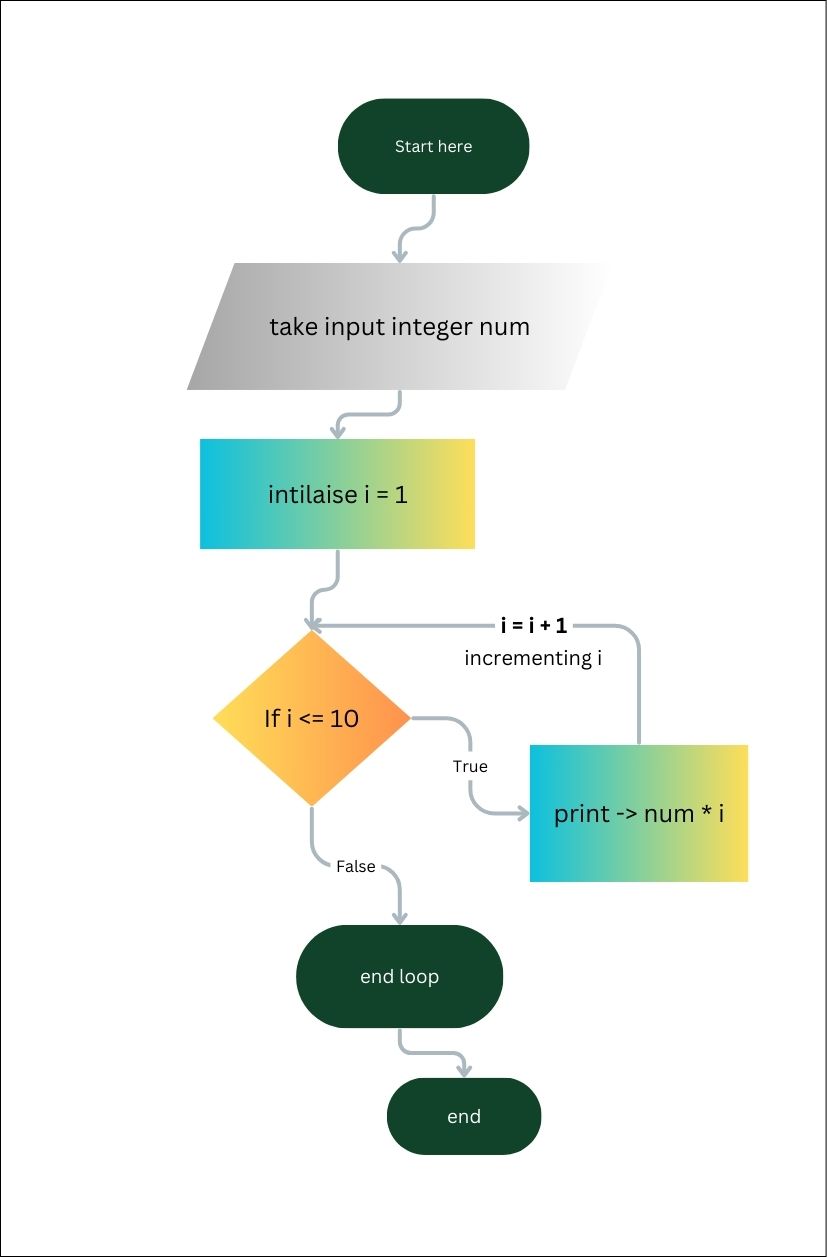 Start here
take input integer num
intilaise i = 1
i = i + 1
incrementing i
If i <= 10
True
print -> num * i
False
end loop
end